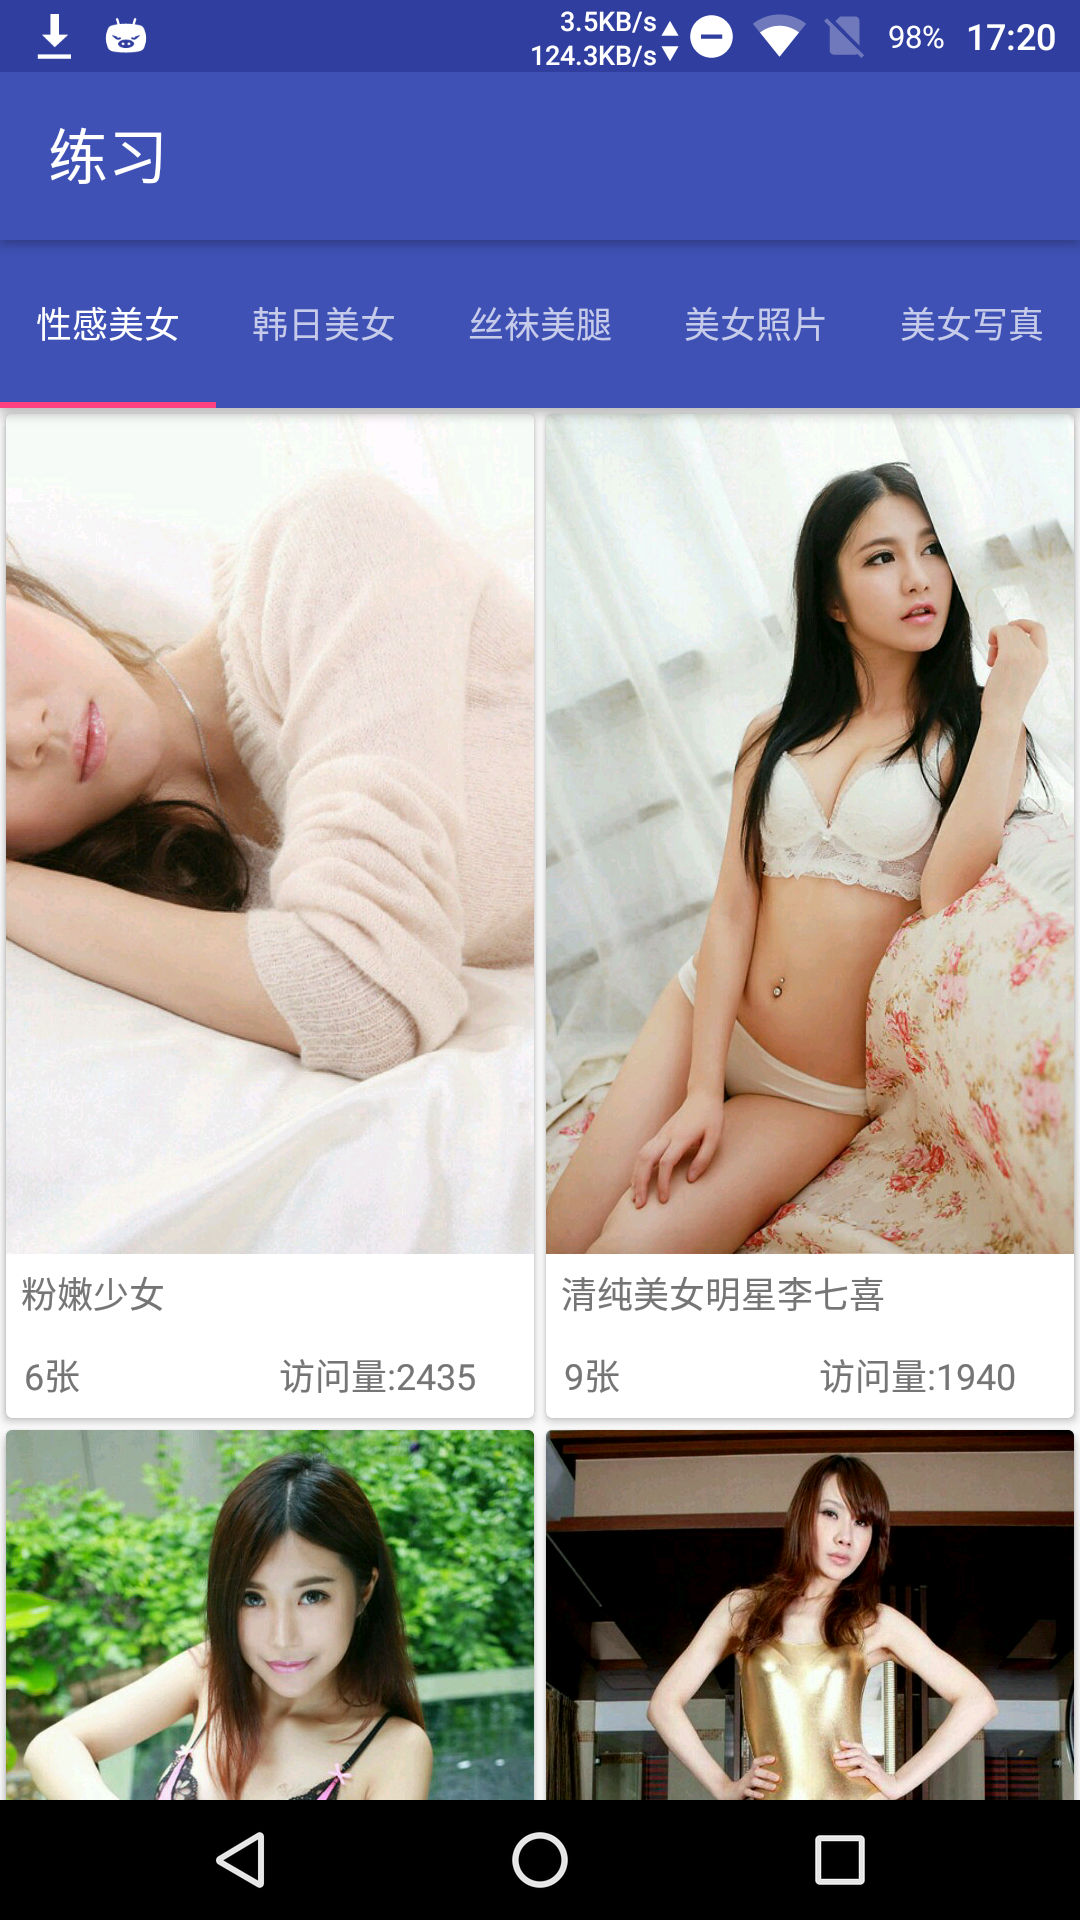 3.5KB/s
124.3KB/s
98%
17:20
练习
性感美女 韩日美女 丝袜美腿 美女照片 美女写真
粉嫩少女
6张 访问量:2435
清纯美女明星李七喜
9张 访问量:1940